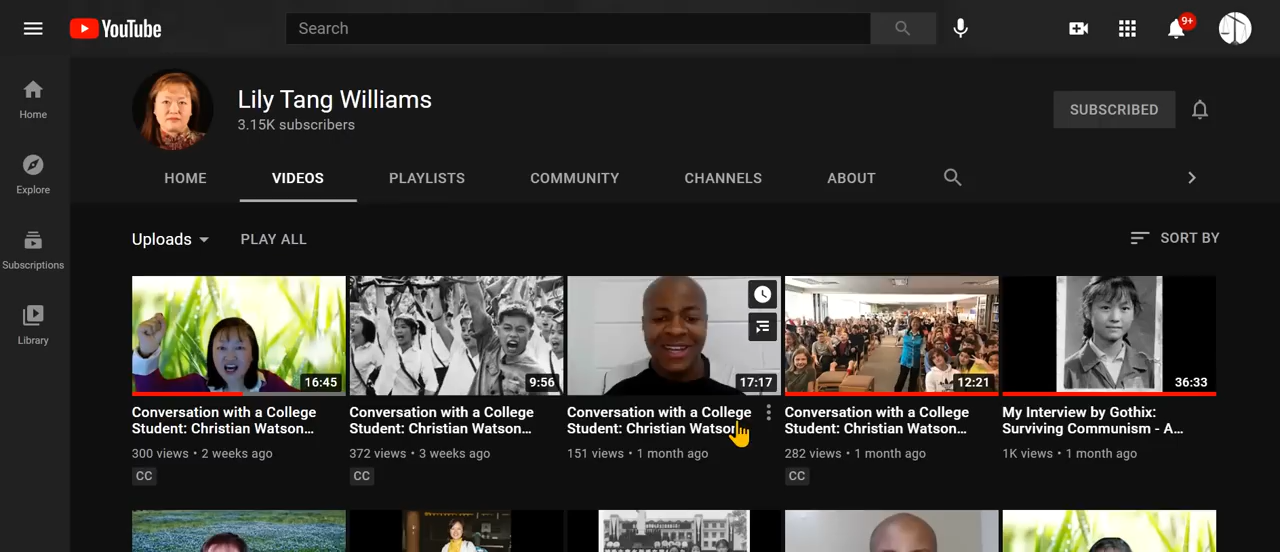 YouTube
Search
9+
Home
Explore
Subscriptions
Library
Lily Tang Williams
3.15K subscribers
SUBSCRIBED
HOME
VIDEOS
PLAYLISTS
COMMUNITY
CHANNELS
ABOUT
Uploads
PLAY ALL
SORT BY
16:45
Conversation with a College
Student: Christian Watson...
300 views • 2 weeks ago
CC
9:56
Conversation with a College
Student: Christian Watson...
372 views • 3 weeks ago
CC
17:17
Conversation with a College
Student: Christian Watson
151 views • 1 month ago
12:21
Conversation with a College
Student: Christian Watson...
282 views • 1 month ago
CC
36:33
My Interview by Gothix:
Surviving Communism - A...
1K views • 1 month ago